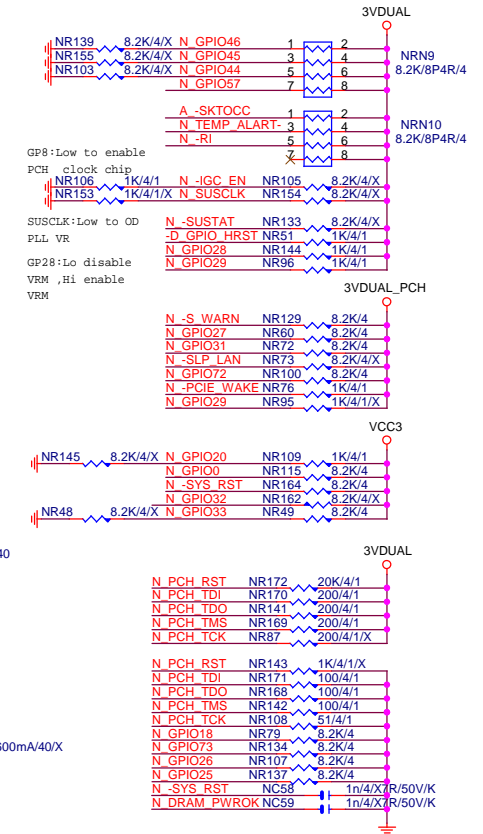 3VDUAL
NR139 8.2K/4/X N_GPIO46 1 2
NR155 8.2K/4/X N_GPIO45 3 4 NRN9
NR103 8.2K/4/X N_GPIO44 5 6 8.2K/8P4R/4
N_GPIO57 7 8
A_-SKTOCC 1 2
N_TEMP_ALART- 3 4 NRN10
N_-RI 5 6 8.2K/8P4R/4
7 8
GP8:Low to enable
PCH clock chip
NR106 1K/4/1 N_-IGC_EN NR105 8.2K/4/X
NR153 1K/4/1/X N_SUSCLK NR154 8.2K/4/X
SUSCLK:Low to OD
PLL VR
N_-SUSTAT NR133 8.2K/4/X
-D_GPIO_HRST NR51 1K/4/1
N_GPIO28 NR144 1K/4/1
N_GPIO29 NR96 1K/4/1
GP28:Lo disable
VRM ,Hi enable
VRM
3VDUAL_PCH
N_-S_WARN NR129 8.2K/4
N_GPIO27 NR60 8.2K/4
N_GPIO31 NR72 8.2K/4
N_-SLP_LAN NR73 8.2K/4/X
N_GPIO72 NR100 8.2K/4
N_-PCIE_WAKE NR76 1K/4/1
N_GPIO29 NR95 1K/4/1/X
VCC3
NR145 8.2K/4/X N_GPIO20 NR109 1K/4/1
N_GPIO0 NR115 8.2K/4
N_-SYS_RST NR164 8.2K/4
N_GPIO32 NR162 8.2K/4/X
NR48 8.2K/4/X N_GPIO33 NR49 8.2K/4
40
3VDUAL
N_PCH_RST NR172 20K/4/1
N_PCH_TDI NR170 200/4/1
N_PCH_TDO NR141 200/4/1
N_PCH_TMS NR169 200/4/1
N_PCH_TCK NR87 200/4/1/X
N_PCH_RST NR143 1K/4/1/X
N_PCH_TDI NR171 100/4/1
N_PCH_TDO NR168 100/4/1
N_PCH_TMS NR142 100/4/1
N_PCH_TCK NR108 51/4/1
N_GPIO18 NR79 8.2K/4
N_GPIO73 NR134 8.2K/4
600mA/40/X
N_GPIO26 NR107 8.2K/4
N_GPIO25 NR137 8.2K/4
N_-SYS_RST NC58 1n/4/X7R/50V/K
N_DRAM_PWROK NC59 1n/4/X7R/50V/K